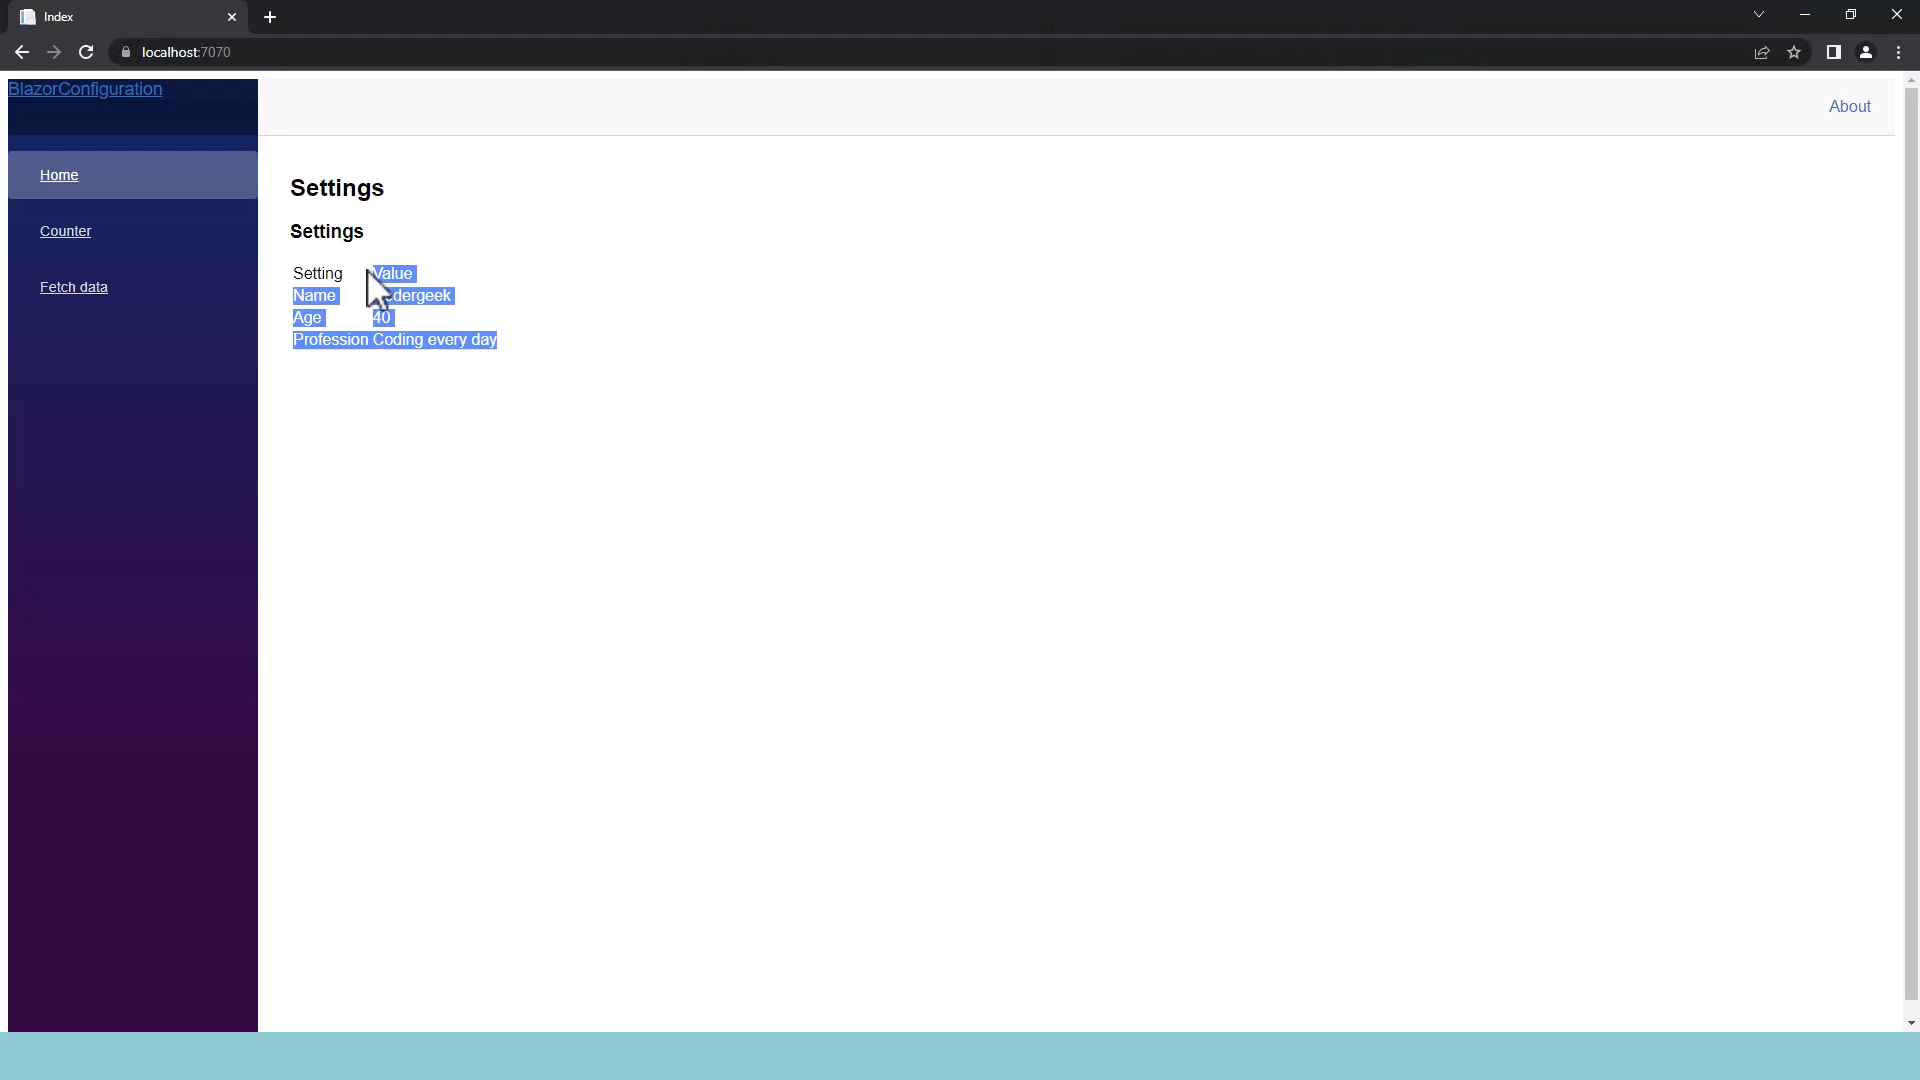 Index
localhost:7070
BlazorConfiguration
About
Home
Counter
Fetch data
Settings
Settings
Setting Value
Name
Age 40
Profession Coding every day